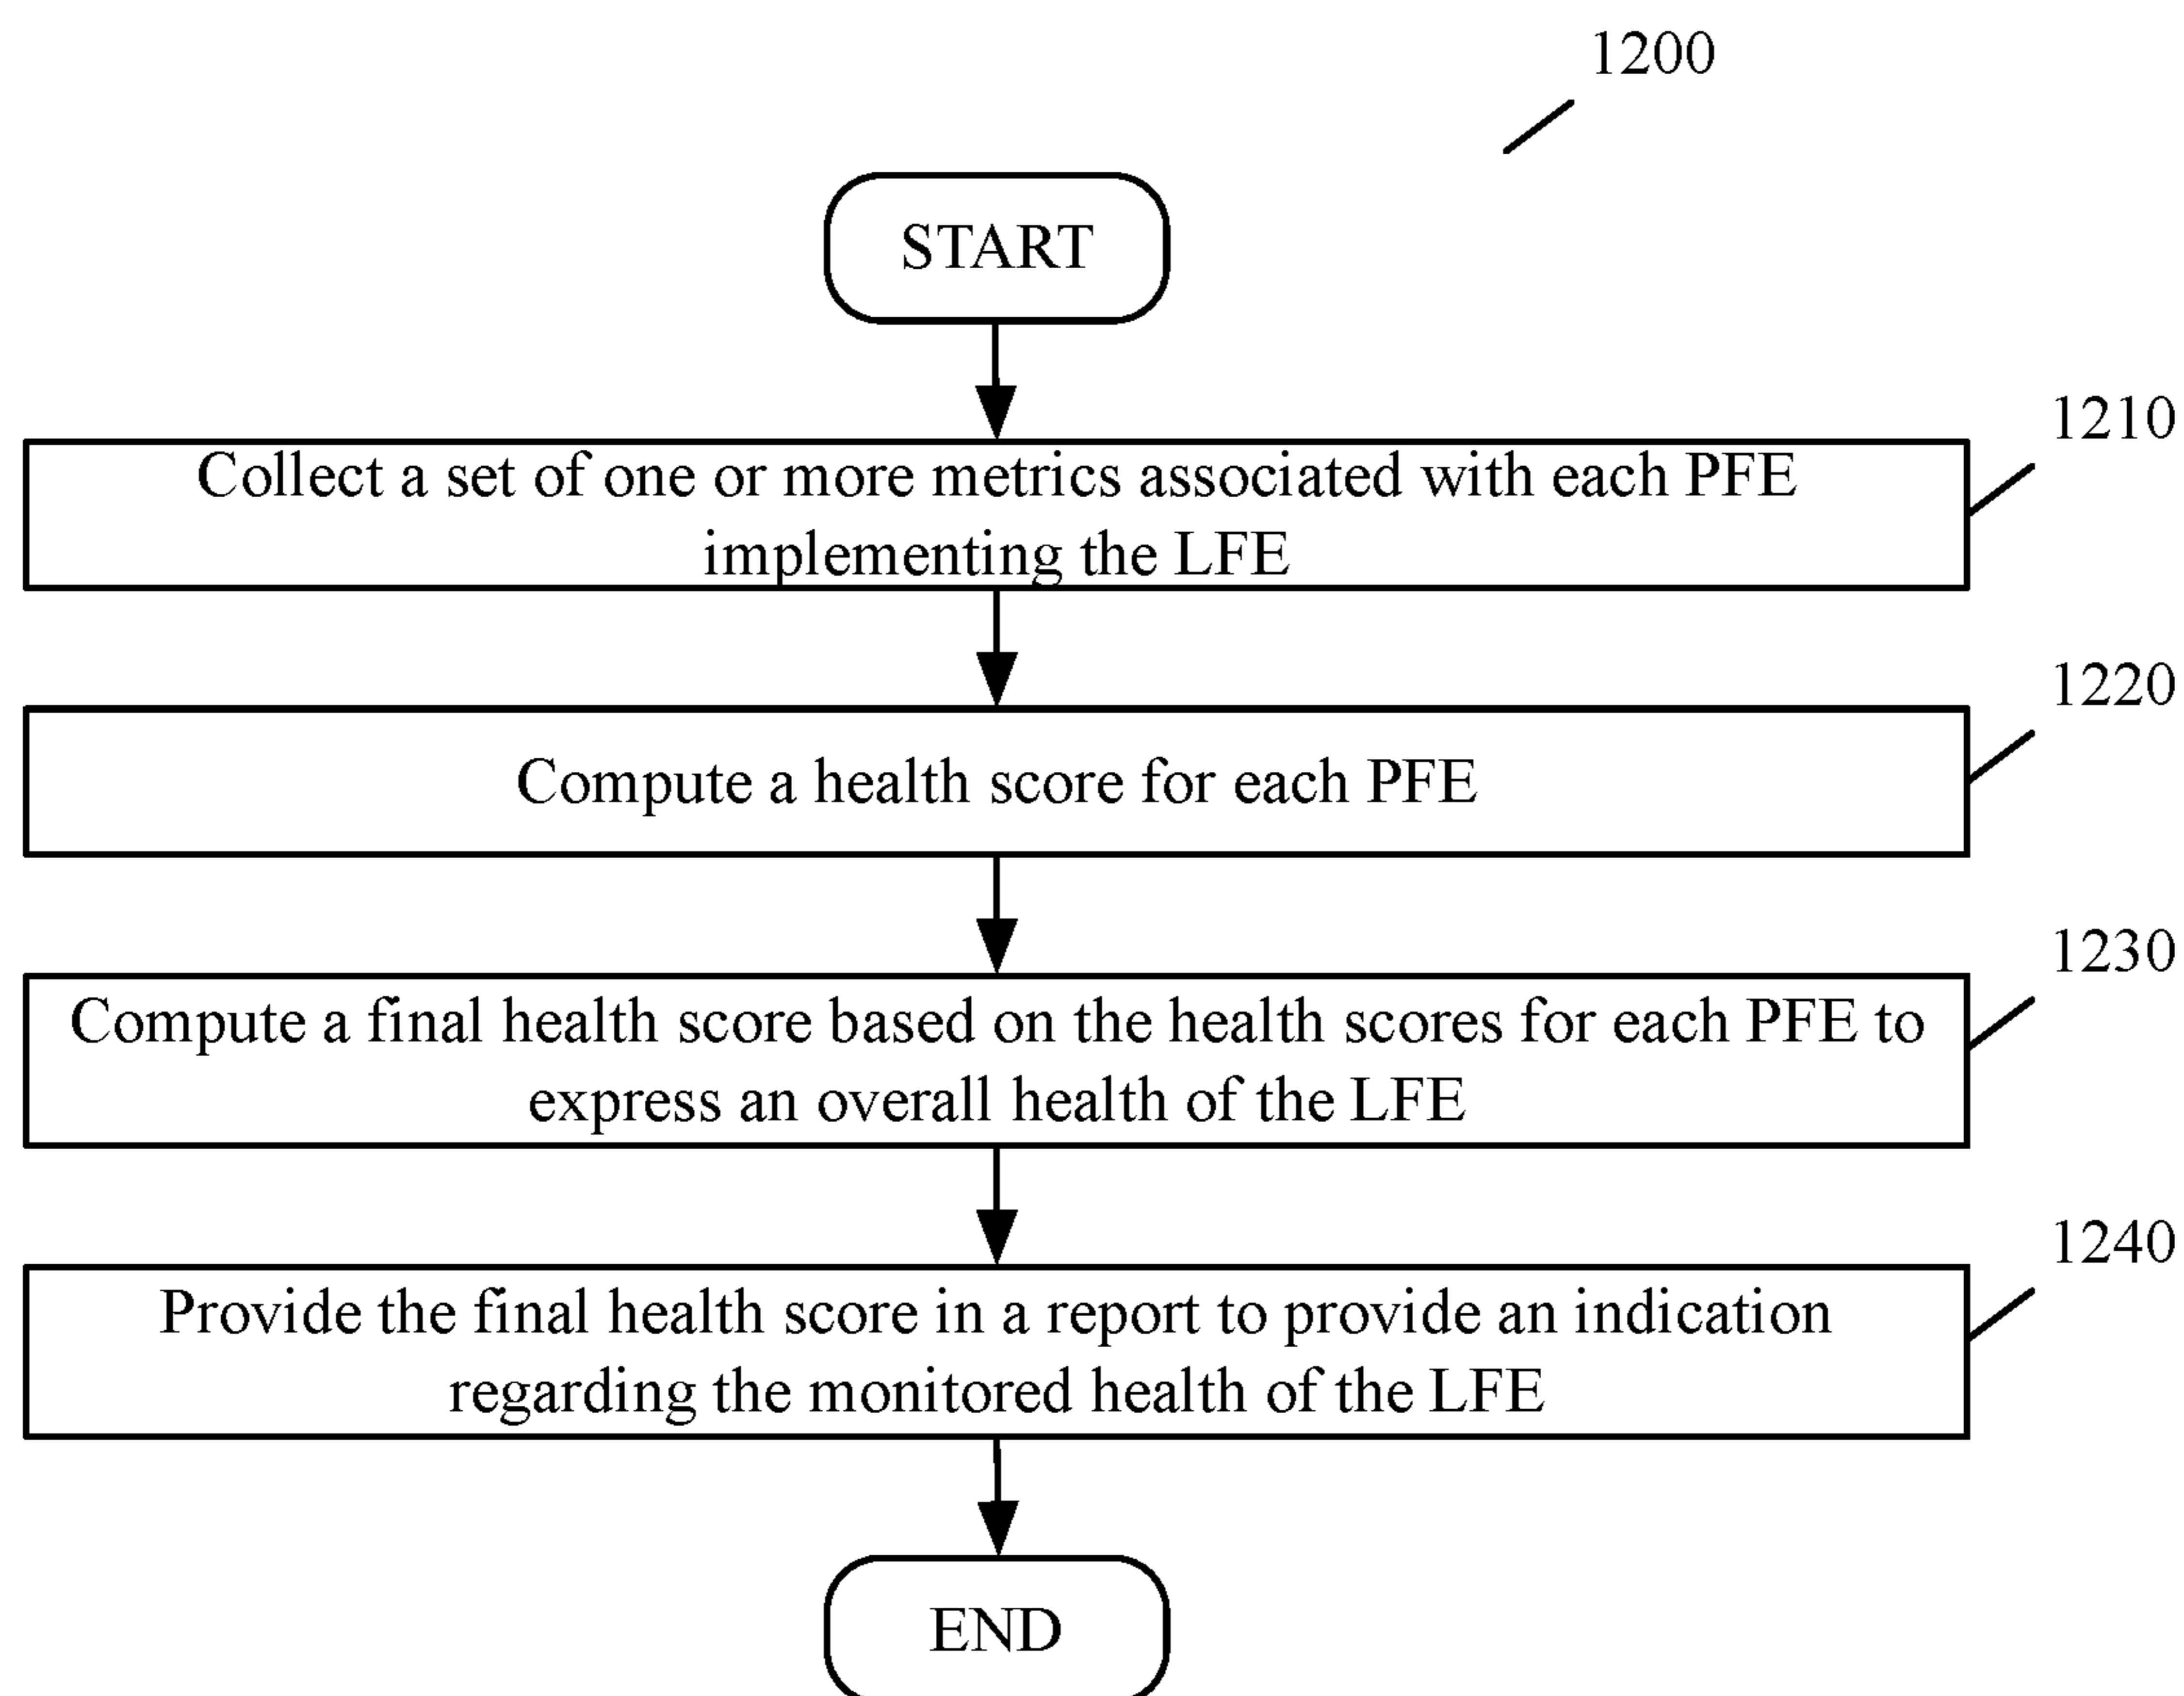 1200
START
1210
Collect a set of one or more metrics associated with each PFE
implementing the LFE
1220
Compute a health score for each PFE
1230
Compute a final health score based on the health scores for each PFE to
express an overall health of the LFE
1240
Provide the final health score in a report to provide an indication
regarding the monitored health of the LFE
END